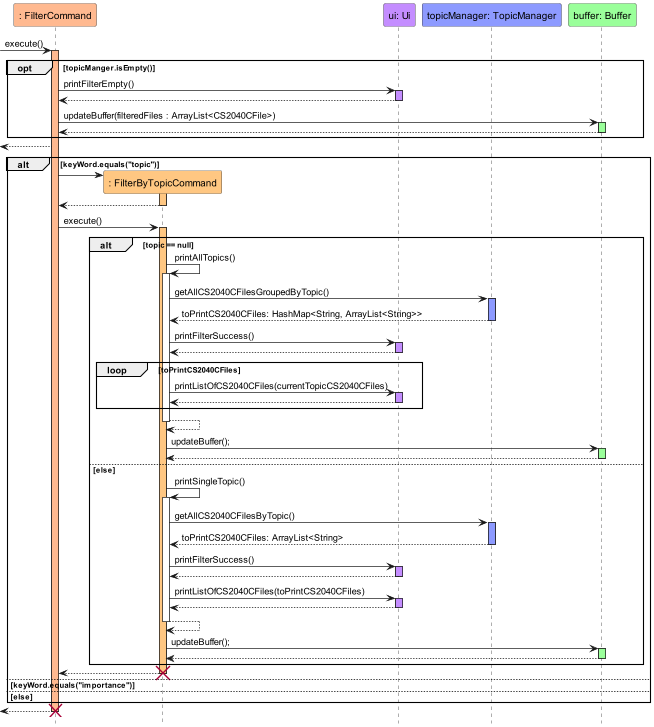 : FilterCommand
ui: Ui
topicManager: TopicManager
buffer: Buffer
execute()
opt
[topicManger.isEmpty()]
printFilterEmpty()
updateBuffer(filteredFiles : ArrayList<CS2040CFile>)
alt
[keyWord.equals("topic")]
: FilterByTopicCommand
execute()
alt
[topic == null]
printAllTopics()
getAllCS2040CFilesGroupedByTopic()
toPrintCS2040CFiles: HashMap<String, ArrayList<String>>
printFilterSuccess()
loop
[toPrintCS2040CFiles]
printListOfCS2040CFiles(currentTopicCS2040CFiles)
updateBuffer();
[else]
printSingleTopic()
getAllCS2040CFilesByTopic()
toPrintCS2040CFiles: ArrayList<String>
printFilterSuccess()
printListOfCS2040CFiles(toPrintCS2040CFiles)
updateBuffer();
[keyWord.equals("importance")]
[else]